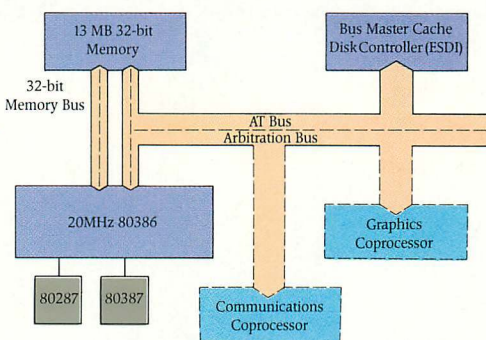 13 MB 32-bit
Memory
Bus Master Cache
Disk Controller (ESDI)
32-bit
Memory Bus
AT Bus
Arbitration Bus
20MHz 80386
Graphics
Coprocessor
80287
80387
Communications
Coprocessor